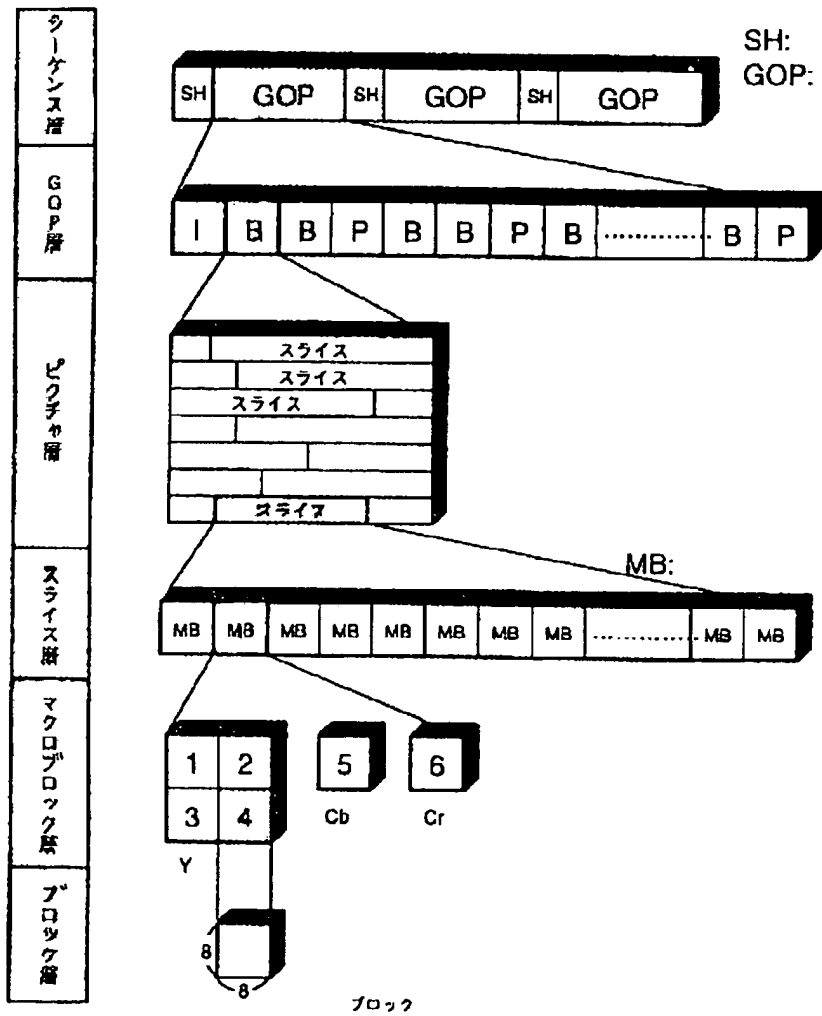 シーケンス層
SH:
GOP:
SH GOP SH GOP SH GOP
GOP層
I B B P B B P B ............ B P
ピクチャ層
スライス
スライス
スライス
スライス
スライス層
MB:
MB MB MB MB MB MB MB MB ............ MB MB
マクロブロック層
1 2
3 4
5
6
Y
Cb
Cr
ブロック層
8
8
ブロック